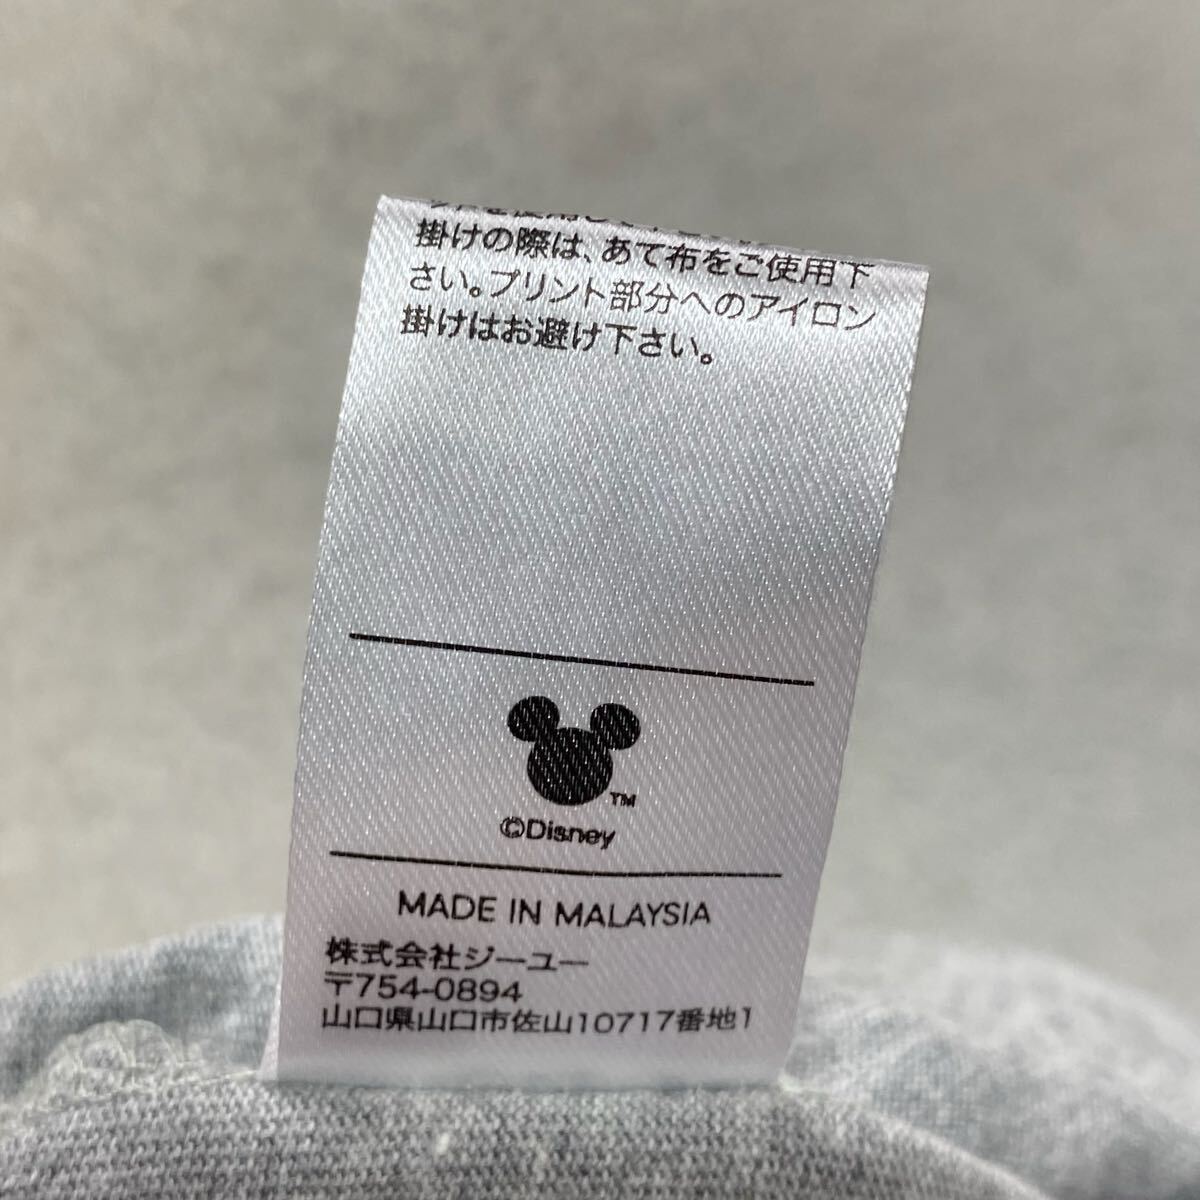 掛けの際は、あて布をご使用下
さい。プリント部分へのアイロン
掛けはお避け下さい。
TM
©Disney
MADE IN MALAYSIA
株式会社ジーユー
〒754-0894
山口県山口市佐山10717番地1